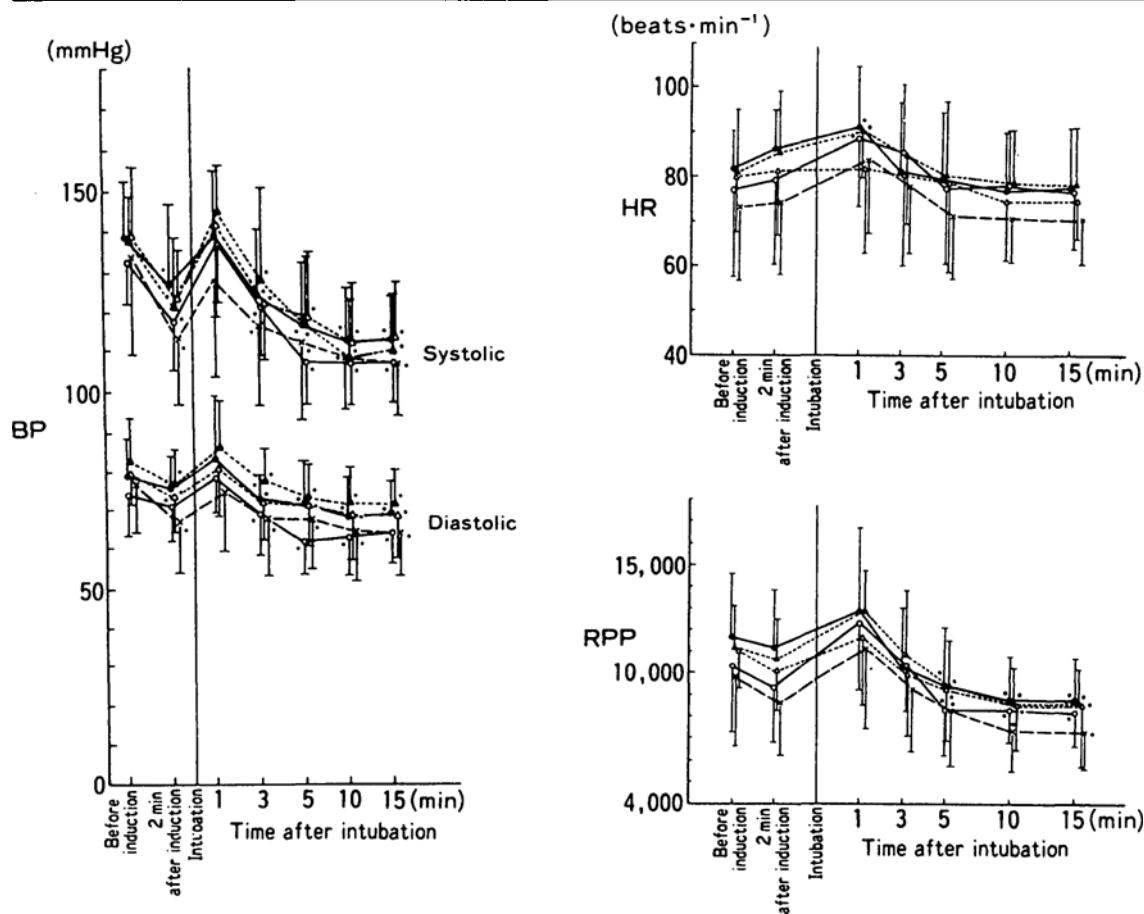 (mmHg)
150
100
BP
50
0
Systolic
Diastolic
Before
induction
2 min
after induction
Intubation
1 3 5 10 15 (min)
Time after intubation
(beats·min⁻¹)
100
80
HR
60
40
Before
induction
2 min
after induction
Intubation
1 3 5 10 15 (min)
Time after intubation
15,000
RPP
10,000
4,000
Before
induction
2 min
after induction
Intubation
1 3 5 10 15 (min)
Time after intubation